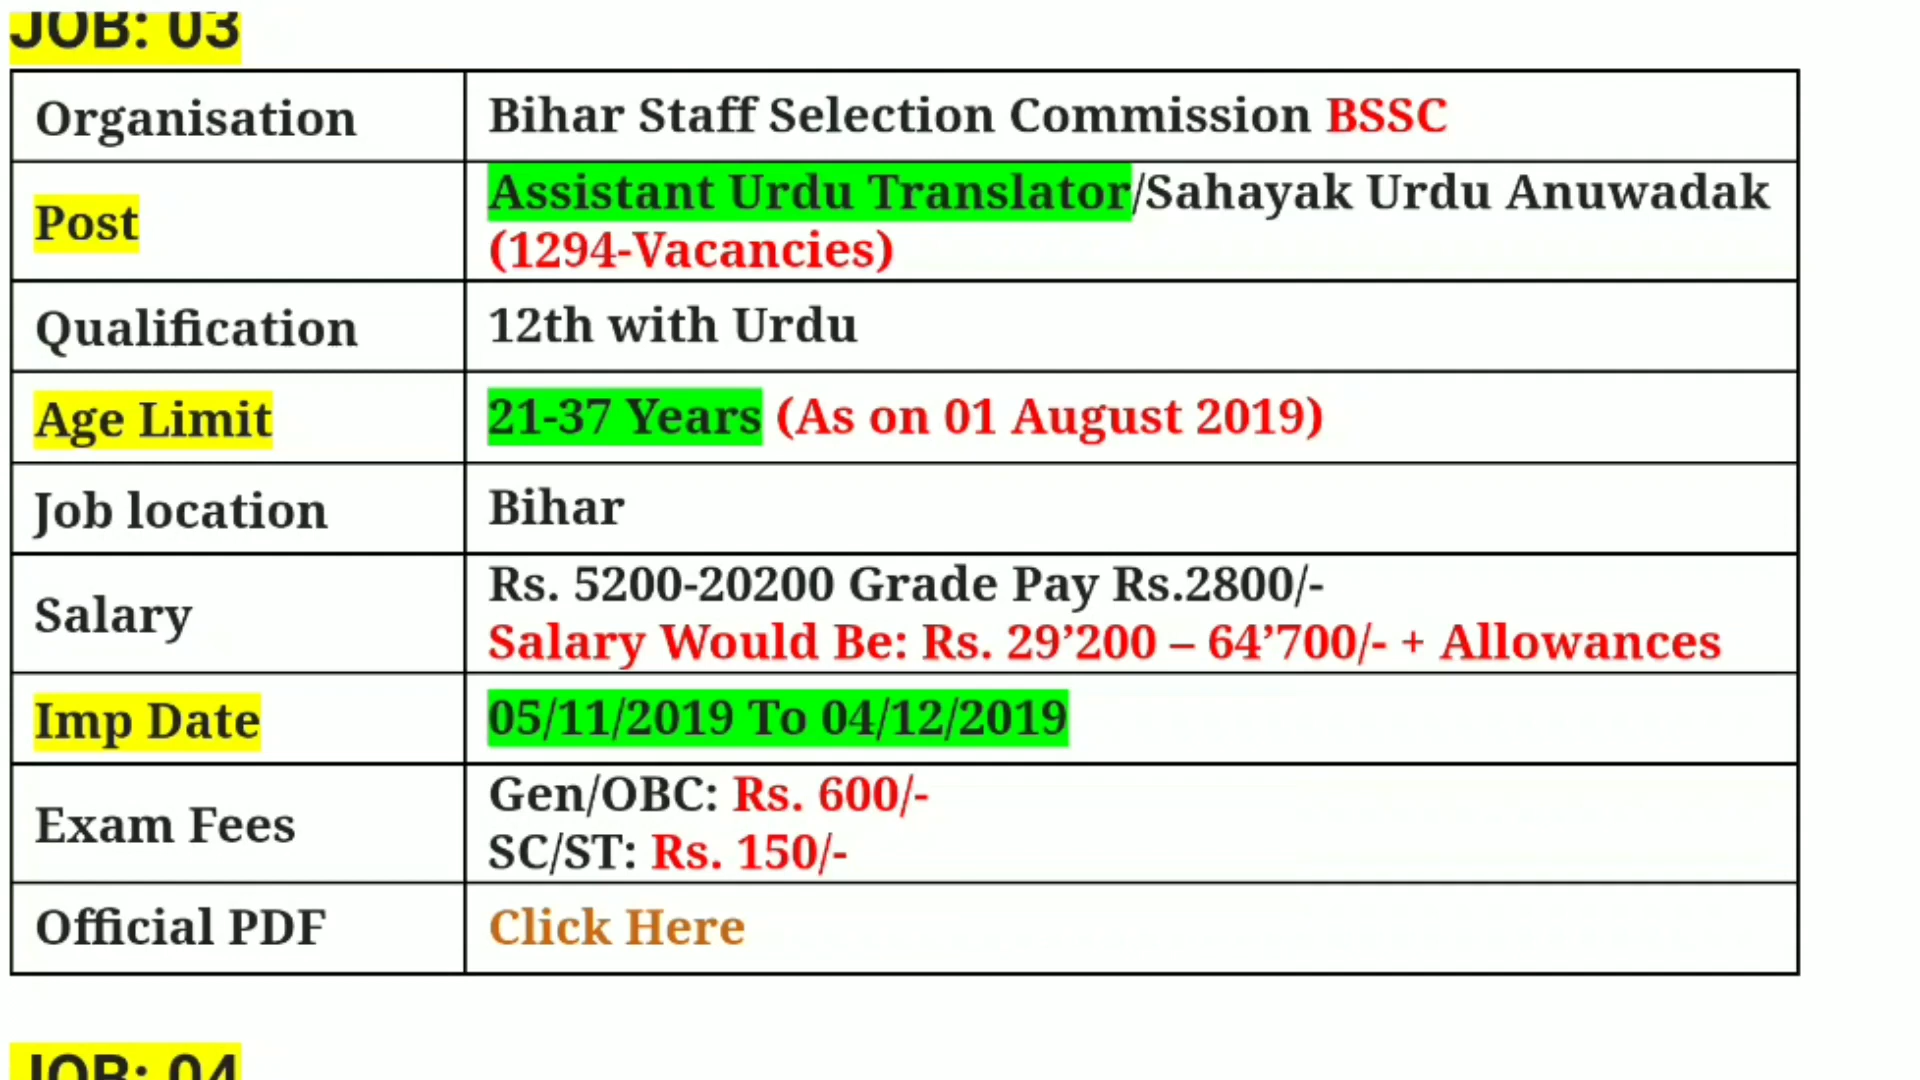 JOB: 03
Organisation
Bihar Staff Selection Commission BSSC
Post
Assistant Urdu Translator/Sahayak Urdu Anuwadak
(1294-Vacancies)
Qualification
12th with Urdu
Age Limit
21-37 Years (As on 01 August 2019)
Job location
Bihar
Salary
Rs. 5200-20200 Grade Pay Rs.2800/-
Salary Would Be: Rs. 29’200 – 64’700/- + Allowances
Imp Date
05/11/2019 To 04/12/2019
Exam Fees
Gen/OBC: Rs. 600/-
SC/ST: Rs. 150/-
Official PDF
Click Here
JOB: 04